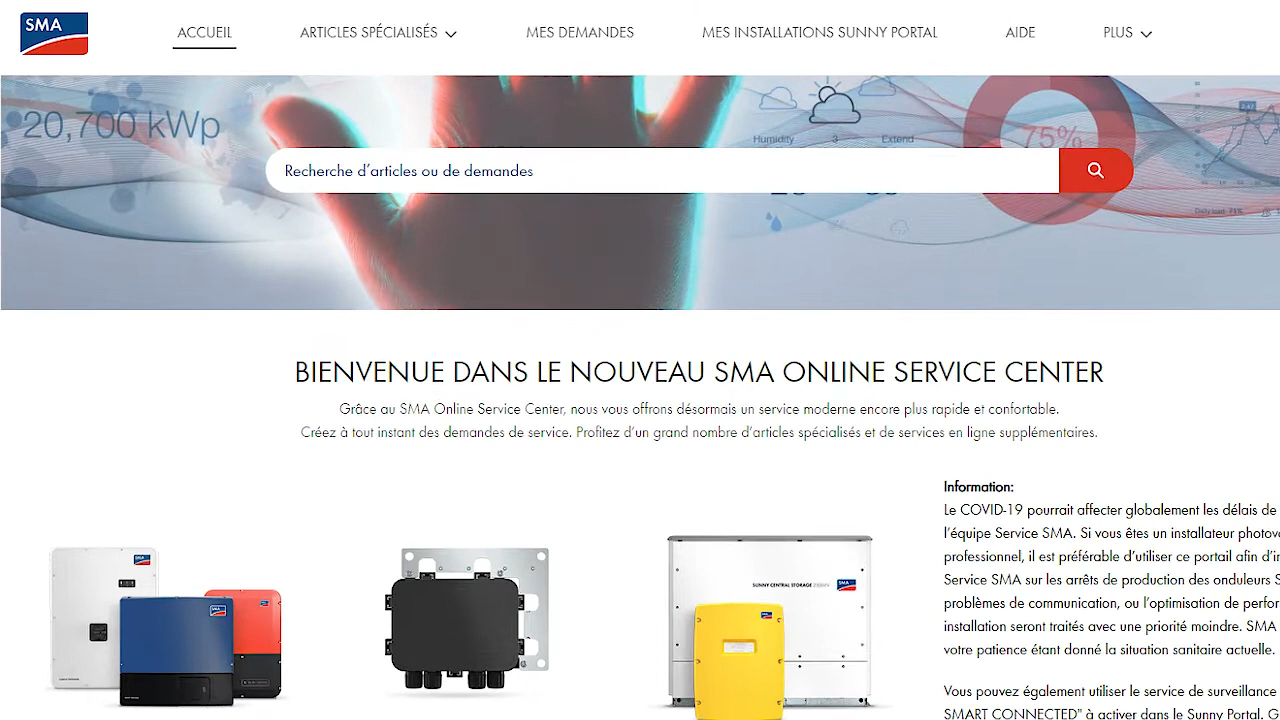 SMA
ACCUEIL
ARTICLES SPÉCIALISÉS
MES DEMANDES
MES INSTALLATIONS SUNNY PORTAL
AIDE
PLUS
20,700 kWp
Humidity
3
Extend
75%
Recherche d'articles ou de demandes
BIENVENUE DANS LE NOUVEAU SMA ONLINE SERVICE CENTER
Grâce au SMA Online Service Center, nous vous offrons désormais un service moderne encore plus rapide et confortable.
Créez à tout instant des demandes de service. Profitez d'un grand nombre d'articles spécialisés et de services en ligne supplémentaires.
Information:
Le COVID-19 pourrait affecter globalement les délais de
l'équipe Service SMA. Si vous êtes un installateur photovo
professionnel, il est préférable d'utiliser ce portail afin d'i
Service SMA sur les arrêts de production des onduleurs
problèmes de communication, ou l'optimisation de perfor
installation seront traités avec une priorité moindre. SMA
votre patience étant donné la situation sanitaire actuelle.
Vous pouvez également utiliser le service de surveillance
SMART CONNECTED" à activer dans le Sunny Portal. G
SMA
SMA
SMA
SUNNY CENTRAL STORAGE
SMA
SMA